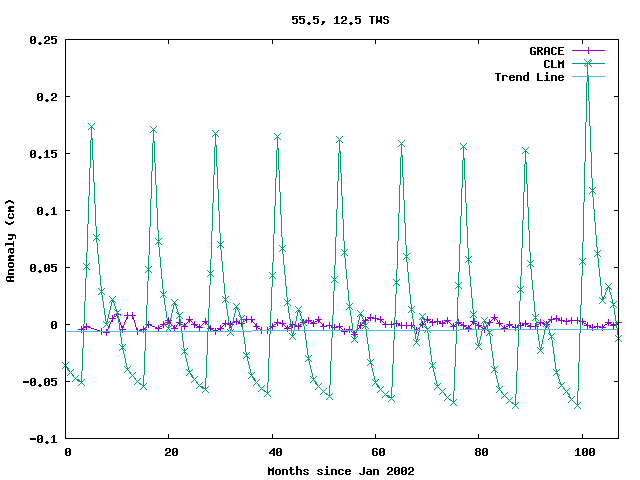 55.5, 12.5 TWS
GRACE
CLM
Trend Line
0.25
0.2
0.15
0.1
0.05
0
-0.05
-0.1
Anomaly (cm)
0 20 40 60 80 100
Months since Jan 2002